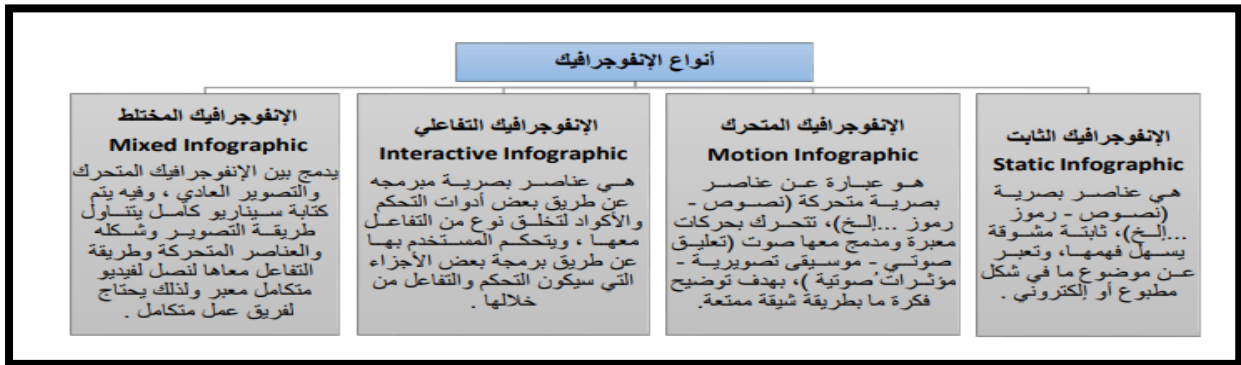 أنواع الإنفوجرافيك
الإنفوجرافيك الثابت
Static Infographic
هي عناصر بصرية
(نصوص - رموز
...إلخ)، ثابتة مشوقة
يسهل فهمها، وتعبر
عن موضوع ما في شكل
مطبوع أو إلكتروني .
الإنفوجرافيك المتحرك
Motion Infographic
هو عبارة عن عناصر
بصرية متحركة (نصوص -
رموز ...إلخ)، تتحرك بحركات
معبرة ومدمج معها صوت (تعليق
صوتي - موسيقى تصويرية -
مؤثرات صوتية )، بهدف توضيح
فكرة ما بطريقة شيقة ممتعة.
الإنفوجرافيك التفاعلي
Interactive Infographic
هي عناصر بصرية مبرمجه
عن طريق بعض أدوات التحكم
والأكواد لتخلق نوع من التفاعل
معها ، ويتحكم المستخدم بها
عن طريق برمجة بعض الأجزاء
التي سيكون التحكم والتفاعل من
خلالها .
الإنفوجرافيك المختلط
Mixed Infographic
يدمج بين الإنفوجرافيك المتحرك
والتصوير العادي ، وفيه يتم
كتابة سيناريو كامل يتناول
طريقة التصوير وشكله
والعناصر المتحركة وطريقة
التفاعل معاها لنصل لفيديو
متكامل معبر ولذلك يحتاج
لفريق عمل متكامل .